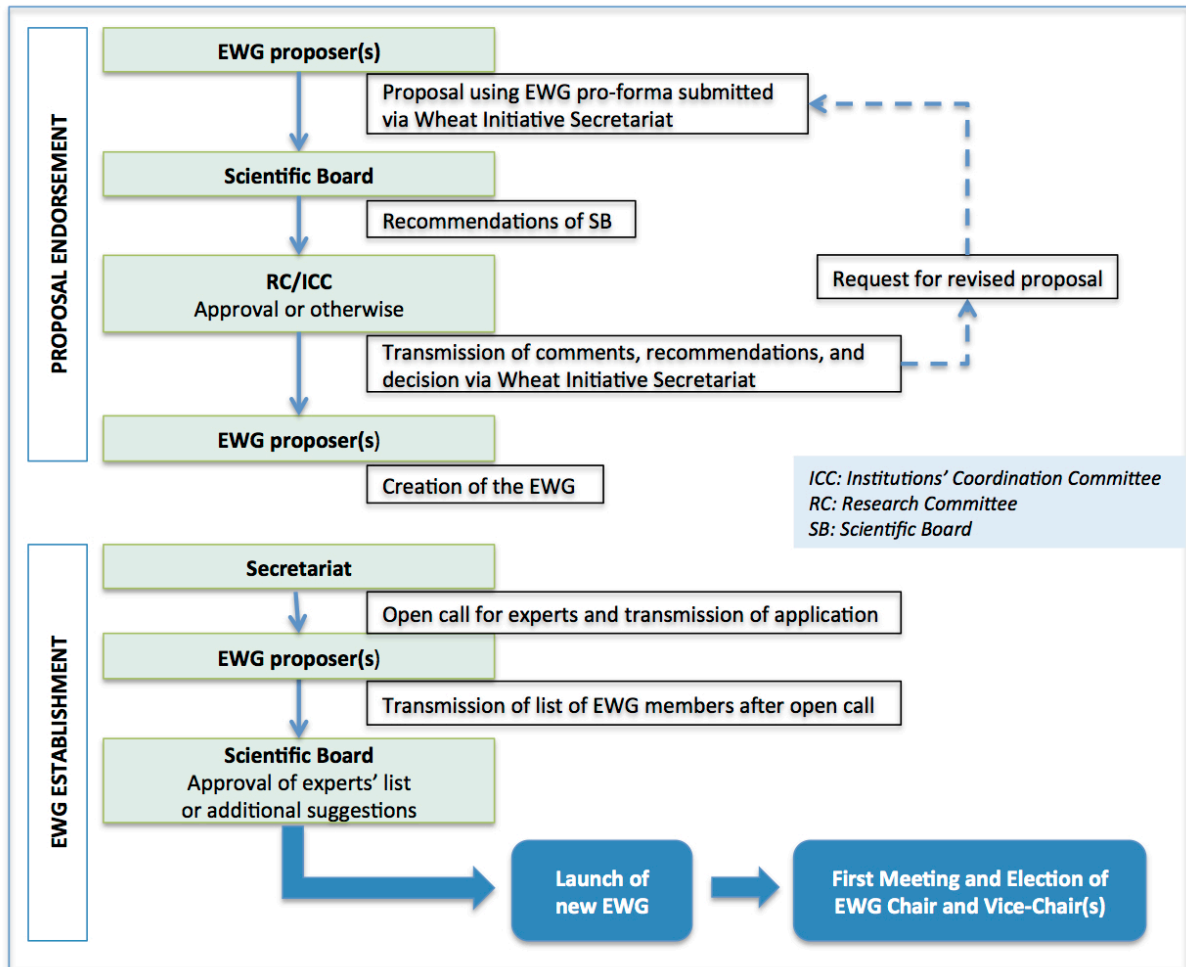 PROPOSAL ENDORSEMENT
EWG proposer(s)
Proposal using EWG pro-forma submitted
via Wheat Initiative Secretariat
Scientific Board
Recommendations of SB
RC/ICC
Approval or otherwise
Request for revised proposal
Transmission of comments, recommendations, and
decision via Wheat Initiative Secretariat
EWG proposer(s)
Creation of the EWG
ICC: Institutions’ Coordination Committee
RC: Research Committee
SB: Scientific Board
EWG ESTABLISHMENT
Secretariat
Open call for experts and transmission of application
EWG proposer(s)
Transmission of list of EWG members after open call
Scientific Board
Approval of experts’ list
or additional suggestions
Launch of
new EWG
First Meeting and Election of
EWG Chair and Vice-Chair(s)